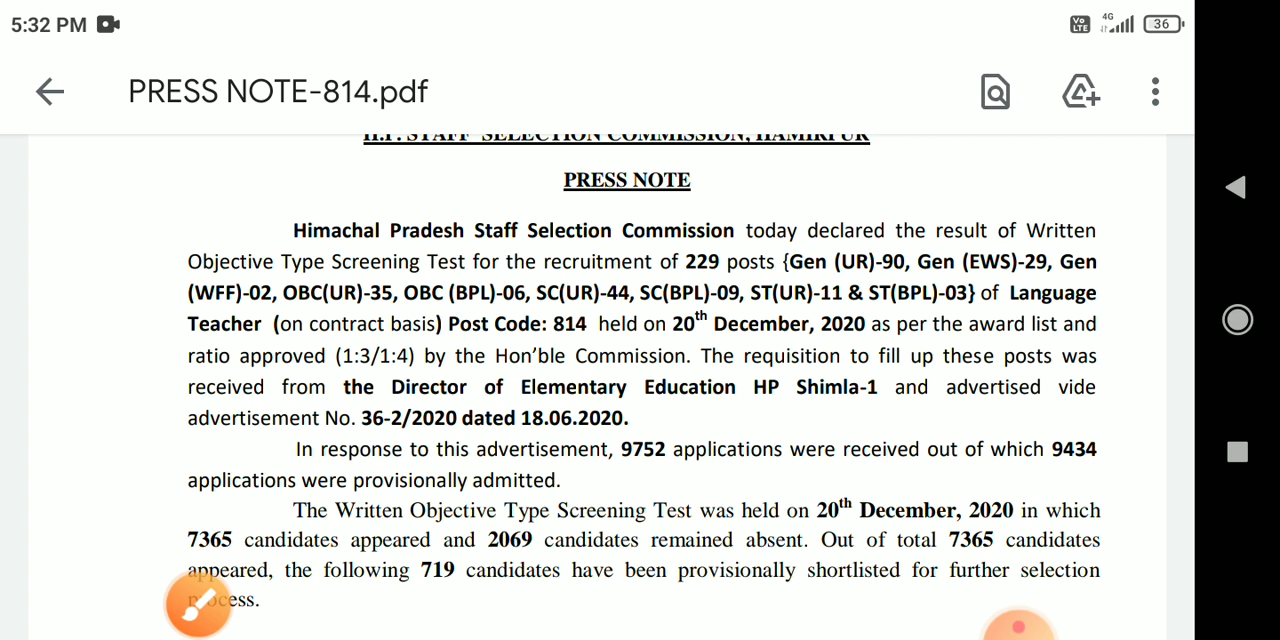 5:32 PM
Vo LTE 4G 36
PRESS NOTE-814.pdf
H.P. STAFF SELECTION COMMISSION, HAMIRPUR
PRESS NOTE
Himachal Pradesh Staff Selection Commission today declared the result of Written
Objective Type Screening Test for the recruitment of 229 posts {Gen (UR)-90, Gen (EWS)-29, Gen
(WFF)-02, OBC(UR)-35, OBC (BPL)-06, SC(UR)-44, SC(BPL)-09, ST(UR)-11 & ST(BPL)-03} of Language
Teacher (on contract basis) Post Code: 814 held on 20th December, 2020 as per the award list and
ratio approved (1:3/1:4) by the Hon’ble Commission. The requisition to fill up these posts was
received from the Director of Elementary Education HP Shimla-1 and advertised vide
advertisement No. 36-2/2020 dated 18.06.2020.
In response to this advertisement, 9752 applications were received out of which 9434
applications were provisionally admitted.
The Written Objective Type Screening Test was held on 20th December, 2020 in which
7365 candidates appeared and 2069 candidates remained absent. Out of total 7365 candidates
appeared, the following 719 candidates have been provisionally shortlisted for further selection
process.